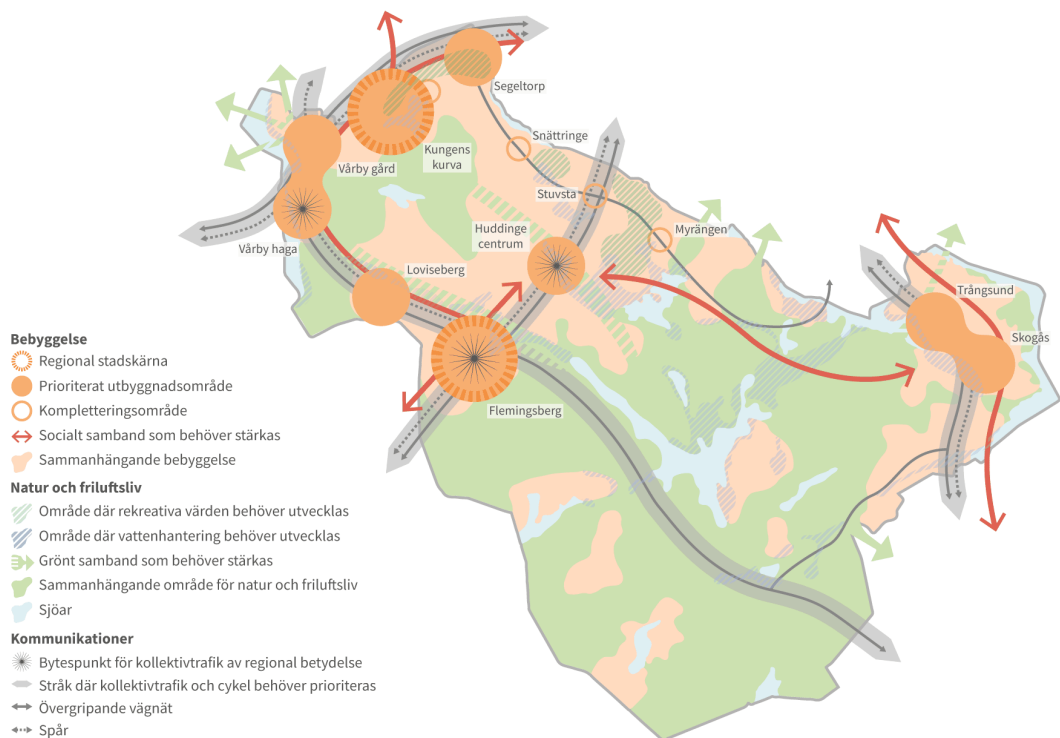 Segeltorp
Snättringe
Kungens
kurva
Vårby gård
Stuvsta
Huddinge
centrum
Myrängen
Vårby haga
Loviseberg
Trångsund
Skogås
Flemingsberg
Bebyggelse
Regional stadskärna
Prioriterat utbyggnadsområde
Kompletteringsområde
Socialt samband som behöver stärkas
Sammanhängande bebyggelse
Natur och friluftsliv
Område där rekreativa värden behöver utvecklas
Område där vattenhantering behöver utvecklas
Grönt samband som behöver stärkas
Sammanhängande område för natur och friluftsliv
Sjöar
Kommunikationer
Bytespunkt för kollektivtrafik av regional betydelse
Stråk där kollektivtrafik och cykel behöver prioriteras
Övergripande vägnät
Spår